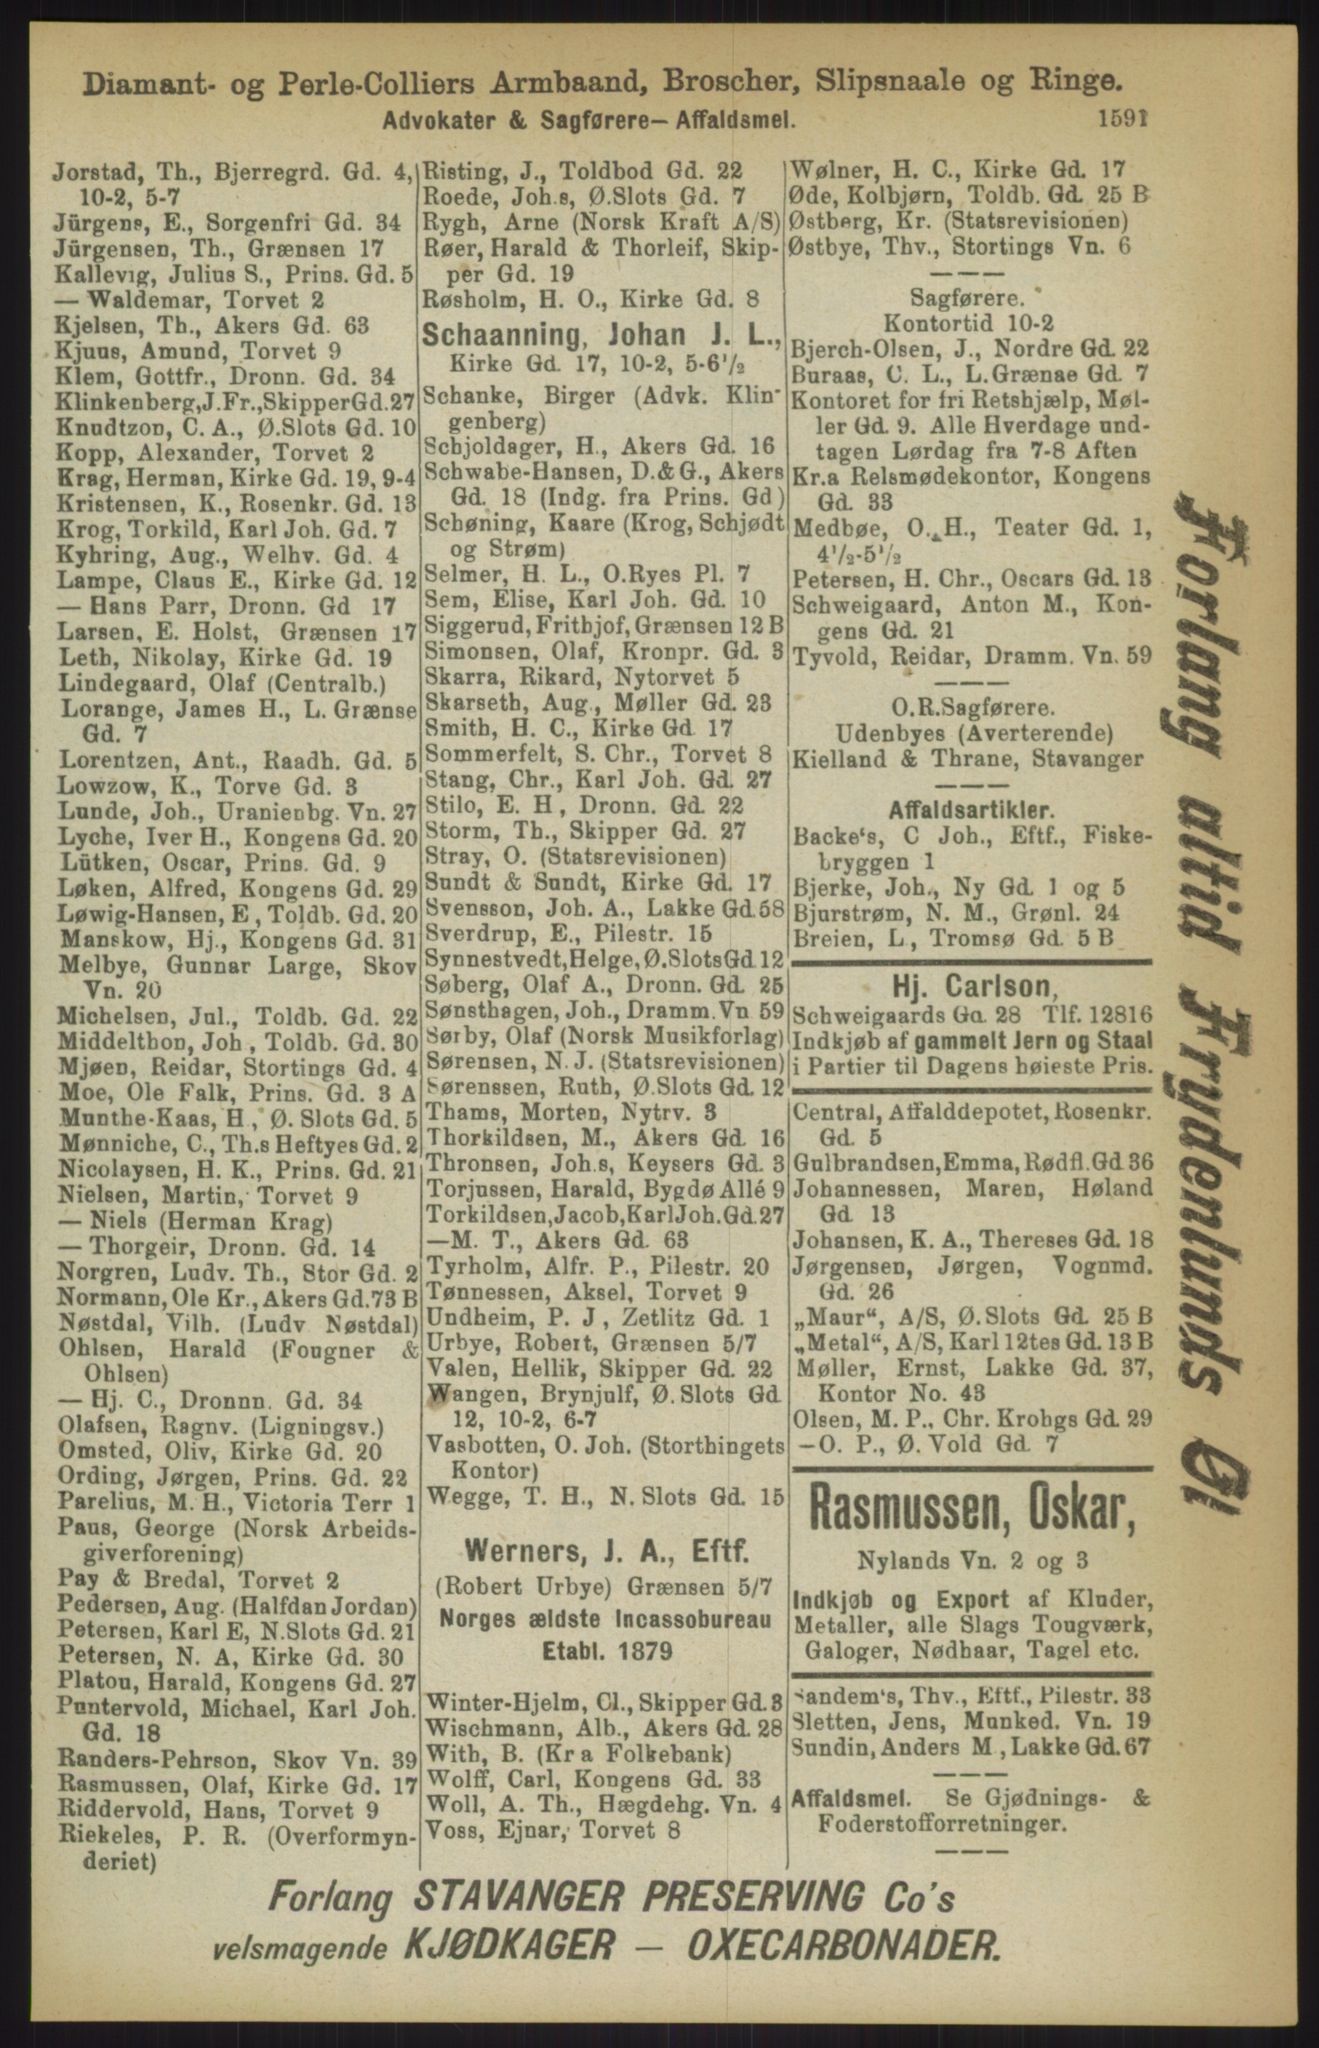 Diamant- og Perle-Colliers Armbaand, Broscher, Slipsnaale og Ringe.
Advokater & Sagførere— Affaldsmel. 1591
Jorstad, Th., Bjerregrd. Gd. 4,
10-2, 5-7
Jürgens, E., Sorgenfri Gd. 34
Jürgensen, Th., Grænsen 17
Kallevig, Julius S., Prins. Gd. 5
— Waldemar, Torvet 2
Kjelsen, Th., Akers Gd. 63
Kjuus, Amund, Torvet 9
Klem, Gottfr., Dronn. Gd. 34
Klinkenberg,J.Fr.,SkipperGd.27
Knudtzon, C. A., Ø.Slots Gd. 10
Kopp, Alexander, Torvet 2
Krag, Herman, Kirke Gd. 19, 9-4
Kristensen, K., Rosenkr. Gd. 13
Krog, Torkild, Karl Joh. Gd. 7
Kyhring, Aug., Welhv. Gd. 4
Lampe, Claus E., Kirke Gd. 12
— Hans Parr, Dronn. Gd 17
Larsen, E. Holst, Grænsen 17
Leth, Nikolay, Kirke Gd. 19
Lindegaard, Olaf (Centralb.)
Lorange, James H., L. Grænse
Gd. 7
Lorentzen, Ant., Raadh. Gd. 5
Lowzow, K., Torve Gd. 3
Lunde, Joh., Uranienbg. Vn. 27
Lyche, Iver H., Kongens Gd. 20
Lütken, Oscar, Prins. Gd. 9
Løken, Alfred, Kongens Gd. 29
Løwig-Hansen, E , Toldb. Gd. 20
Manskow, Hj., Kongens Gd. 31
Melbye, Gunnar Large, Skov
Vn. 20
Michelsen, Jul., Toldb. Gd. 22
Middelthon, Joh , Toldb. Gd. 30
Mjøen, Reidar, Stortings Gd. 4
Moe, Ole Falk, Prins. Gd. 3 A
Munthe-Kaas, H , Ø. Slots Gd. 5
Mønniche, C., Th.s Heftyes Gd. 2
Nicolaysen, H. K., Prins. Gd. 21
Nielsen, Martin, Torvet 9
— Niels (Herman Krag)
— Thorgeir, Dronn. Gd. 14
Norgren, Ludv. Th., Stor Gd. 2
Normann, Ole Kr., Akers Gd.73 B
Nøstdal, Vilh. (Ludv Nøstdal)
Ohlsen, Harald (Fougner &
Ohlsen)
— Hj. C., Dronnn. Gd. 34
Olafsen, Ragnv. (Ligningsv.)
Omsted, Oliv, Kirke Gd. 20
Ording, Jørgen, Prins. Gd. 22
Parelius, M. H., Victoria Terr 1
Paus, George (Norsk Arbeids-
giverforening)
Pay & Bredal, Torvet 2
Pedersen, Aug. (Halfdan Jordan)
Petersen, Karl E, N.Slots Gd. 21
Petersen, N. A, Kirke Gd. 30
Platou, Harald, Kongens Gd. 27
Puntervold, Michael, Karl Joh.
Gd. 18
Randers-Pehrson, Skov Vn. 39
Rasmussen, Olaf, Kirke Gd. 17
Riddervold, Hans, Torvet 9
Riekeles, P. R. (Overformyn-
deriet)
Risting, J., Toldbod Gd. 22
Roede, Joh.s, Ø.Slots Gd. 7
Rygh, Arne (Norsk Kraft A/S)
Røer, Harald & Thorleif, Skip-
per Gd. 19
Røsholm, H. O., Kirke Gd. 8
Schaanning, Johan J. L.,
Kirke Gd. 17, 10-2, 5-6½
Schanke, Birger (Advk. Klin-
genberg)
Schjoldager, H., Akers Gd. 16
Schwabe-Hansen, D. & G., Akers
Gd. 18 (Indg. fra Prins. Gd )
Schøning, Kaare (Krog, Schjødt
og Strøm)
Selmer, H. L., O.Ryes Pl. 7
Sem, Elise, Karl Joh. Gd. 10
Siggerud, Frithjof, Grænsen 12 B
Simonsen, Olaf, Kronpr. Gd. 3
Skarra, Rikard, Nytorvet 5
Skarseth, Aug., Møller Gd. 23
Smith, H. C., Kirke Gd 17
Sommerfelt, S. Chr., Torvet 8
Stang, Chr., Karl Joh. Gd. 27
Stilo, E. H , Dronn. Gd. 22
Storm, Th., Skipper Gd. 27
Stray, O. (Statsrevisionen)
Sundt & Sundt, Kirke Gd. 17
Svensson, Joh. A., Lakke Gd.58
Sverdrup, E., Pilestr. 15
Synnestvedt,Helge,Ø.SlotsGd 12
Søberg, Olaf A., Dronn. Gd. 25
Sønsthagen, Joh., Dramm. Vn 59
Sørby, Olaf (Norsk Musikforlag)
Sørensen, N. J. (Statsrevisionen)
Sørenssen, Ruth, Ø.Slots Gd. 12
Thams, Morten, Nytrv. 3
Thorkildsen, M., Akers Gd. 16
Thronsen, Joh.s, Keysers Gd. 3
Torjussen, Harald, Bygdø Allé 9
Torkildsen,Jacob,KarlJoh.Gd.27
—M. T., Akers Gd. 63
Tyrholm, Alfr. P., Pilestr. 20
Tønnessen, Aksel, Torvet 9
Undheim, P. J , Zetlitz Gd. 1
Urbye, Robert, Grænsen 5/7
Valen, Hellik, Skipper Gd. 22
Wangen, Brynjulf, Ø. Slots Gd
12, 10-2, 6-7
Vasbotten, O. Joh. (Storthingets
Kontor)
Wegge, T. H., N. Slots Gd. 15
Werners, J. A., Eftf.
(Robert Urbye) Grænsen 5/7
Norges ældste Incassobureau
Etabl. 1879
Winter-Hjelm, Cl., Skipper Gd. 3
Wischmann, Alb., Akers Gd. 28
With, B. (Kr a Folkebank)
Wolff, Carl, Kongens Gd. 33
Woll, A. Th., Hægdehg. Vn. 4
Voss, Ejnar, Torvet 8
Wølner, H. C., Kirke Gd. 17
Øde, Kolbjørn, Toldb. Gd. 25 B
Østberg, Kr. (Statsrevisionen)
Østbye, Thv., Stortings Vn. 6
— — —
Sagførere.
Kontortid 10-2
Bjerch-Olsen, J., Nordre Gd. 22
Buraas, C. L., L.Grænae Gd. 7
Kontoret for fri Retshjælp, Møl-
ler Gd. 9. Alle Hverdage und-
tagen Lørdag fra 7-8 Aften
Kr.a Relsmødekontor, Kongens
Gd. 33
Medbøe, O. H., Teater Gd. 1,
4½-5½
Petersen, H. Chr., Oscars Gd. 13
Schweigaard, Anton M., Kon-
gens Gd. 21
Tyvold, Reidar, Dramm. Vn. 59
— — —
O.R.Sagførere.
Udenbyes (Averterende)
Kielland & Thrane, Stavanger
— — —
Affaldsartikler.
Backe's, C Joh., Eftf., Fiske-
bryggen 1
Bjerke, Joh., Ny Gd. 1 og 5
Bjurstrøm, N. M., Grønl. 24
Breien, L , Tromsø Gd. 5 B
Hj. Carlson,
Schweigaards Gd. 28 Tlf. 12816
Indkjøb af gammelt Jern og Staal
i Partier til Dagens høieste Pris.
Central, Affalddepotet, Rosenkr.
Gd. 5
Gulbrandsen,Emma,Rødfl.Gd 36
Johannessen, Maren, Høland
Gd. 13
Johansen, K. A., Thereses Gd. 18
Jørgensen, Jørgen, Vognmd.
Gd. 26
„Maur“, A/S, Ø.Slots Gd. 25 B
„Metal“, A/S, Karl 12tes Gd. 13 B
Møller, Ernst, Lakke Gd. 37,
Kontor No. 43
Olsen, M. P., Chr. Krohgs Gd. 29
—O. P., Ø. Vold Gd. 7
Rasmussen, Oskar,
Nylands Vn. 2 og 3
Indkjøb og Export af Kluder,
Metaller, alle Slags Tougværk,
Galoger, Nødhaar, Tagel etc.
Sandem's, Thv., Eftf., Pilestr. 33
Sletten, Jens, Munked. Vn. 19
Sundin, Anders M , Lakke Gd. 67
— — —
Affaldsmel. Se Gjødnings- &
Foderstofforretninger.
— — —
Forlang altid Frydenlunds Øl
Forlang STAVANGER PRESERVING Co's
velsmagende KJØDKAGER — OXECARBONADER.